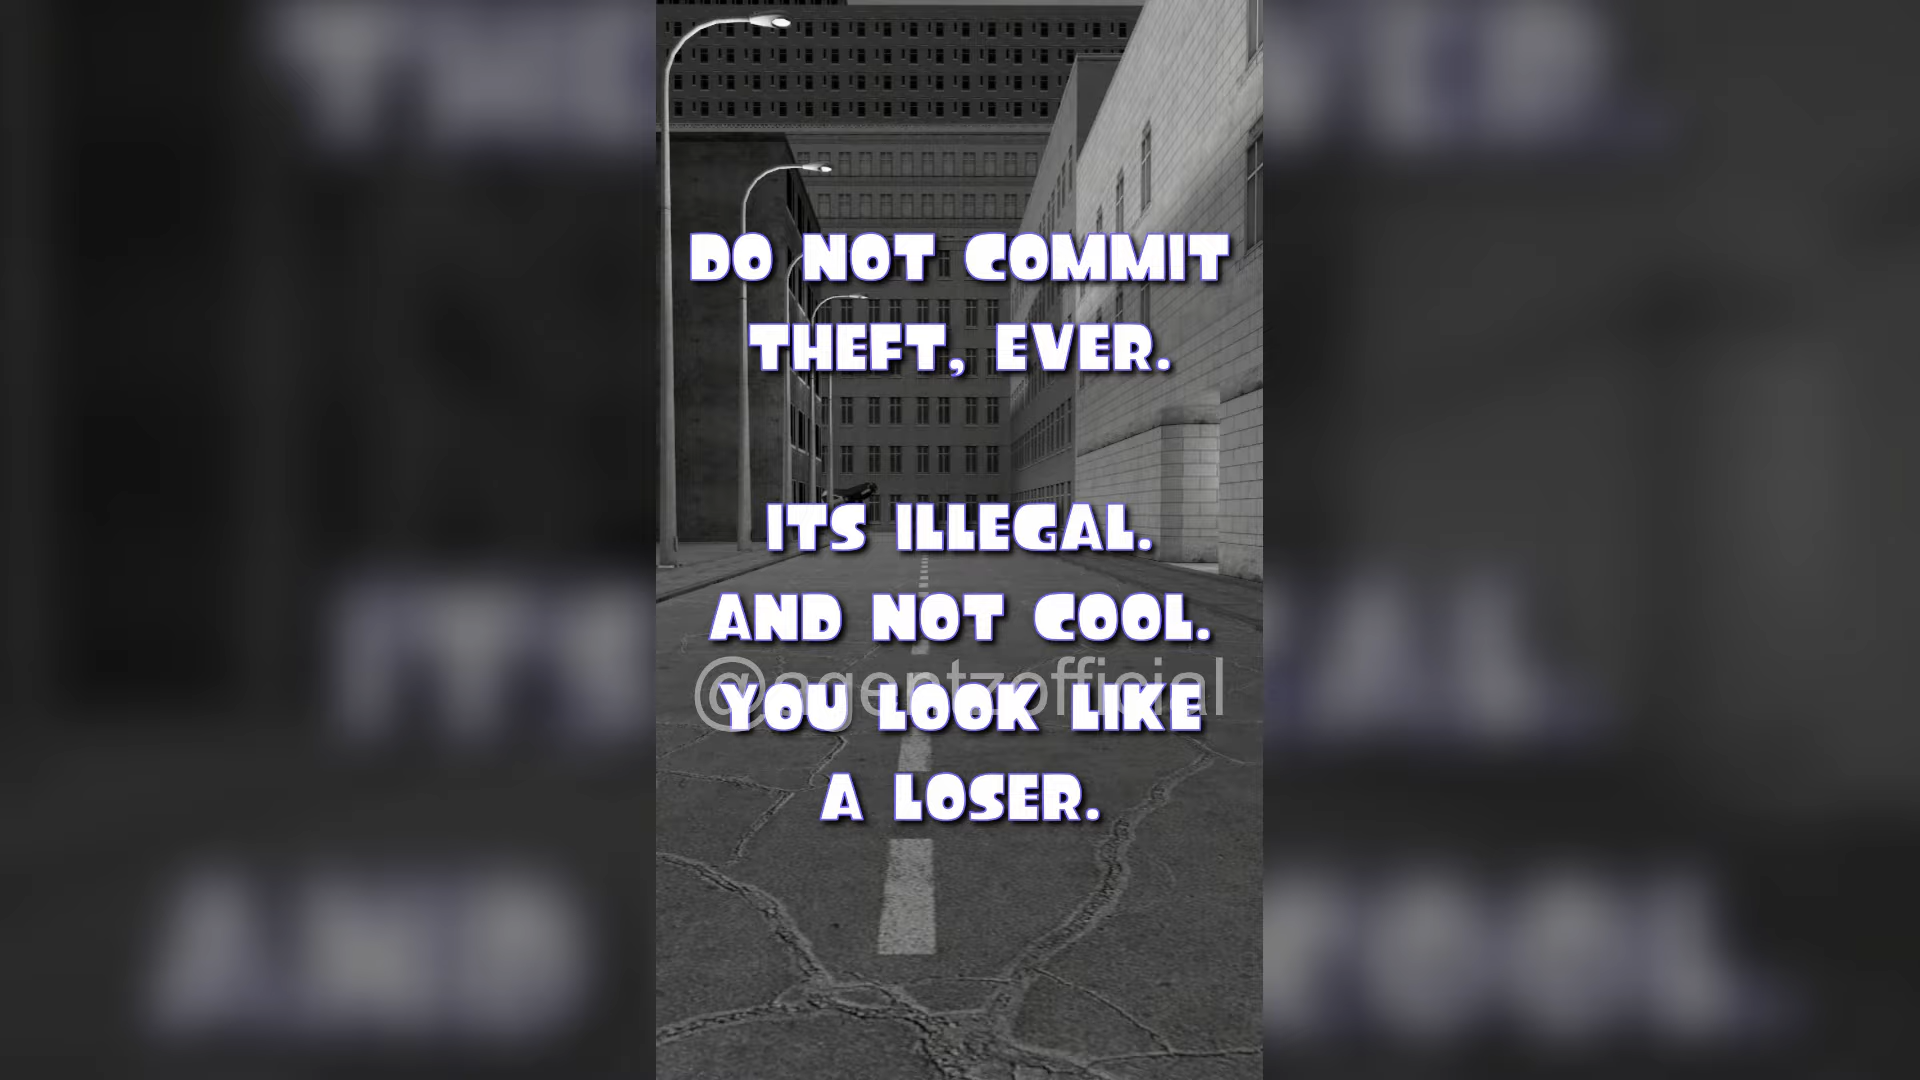 DO NOT COMMIT
THEFT, EVER.
ITS ILLEGAL.
AND NOT COOL.
@agentzofficial
YOU LOOK LIKE
A LOSER.